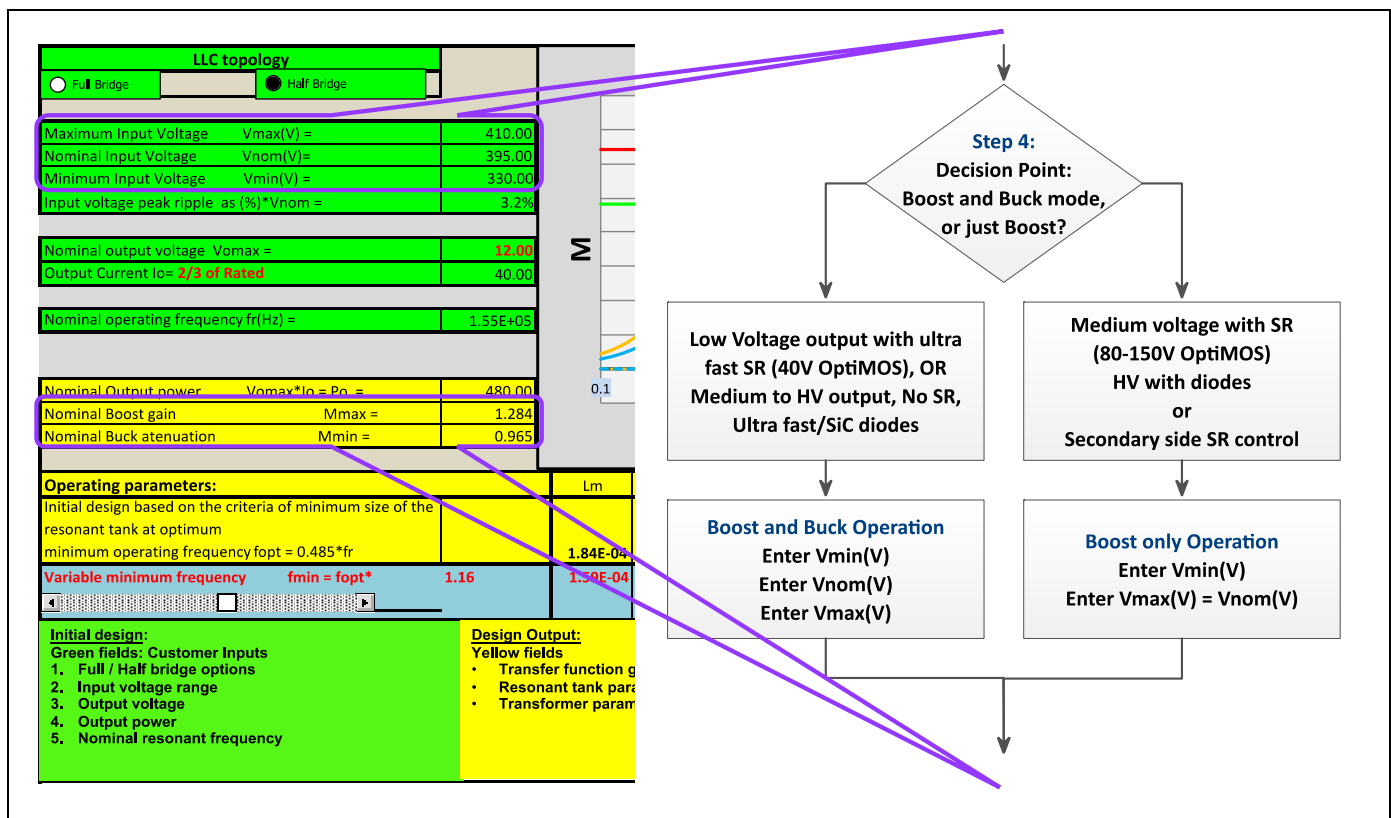 LLC topology
Full Bridge
Half Bridge
Maximum Input Voltage Vmax(V) = 410.00
Nominal Input Voltage Vnom(V)= 395.00
Minimum Input Voltage Vmin(V) = 330.00
Input voltage peak ripple as (%)*Vnom = 3.2%
Nominal output voltage Vomax = 12.00
Output Current Io= 2/3 of Rated 40.00
Nominal operating frequency fr(Hz) = 1.55E+05
Nominal Output power Vomax*Io = Po = 480.00
Nominal Boost gain Mmax = 1.284
Nominal Buck atenuation Mmin = 0.965
M
0.1
Operating parameters: Lm
Initial design based on the criteria of minimum size of the
resonant tank at optimum
minimum operating frequency fopt = 0.485*fr 1.84E-04
Variable minimum frequency fmin = fopt* 1.16 1.59E-04
Initial design:
Green fields: Customer Inputs
1. Full / Half bridge options
2. Input voltage range
3. Output voltage
4. Output power
5. Nominal resonant frequency
Design Output:
Yellow fields
• Transfer function g
• Resonant tank para
• Transformer param
Step 4:
Decision Point:
Boost and Buck mode,
or just Boost?
Low Voltage output with ultra
fast SR (40V OptiMOS), OR
Medium to HV output, No SR,
Ultra fast/SiC diodes
Medium voltage with SR
(80-150V OptiMOS)
HV with diodes
or
Secondary side SR control
Boost and Buck Operation
Enter Vmin(V)
Enter Vnom(V)
Enter Vmax(V)
Boost only Operation
Enter Vmin(V)
Enter Vmax(V) = Vnom(V)